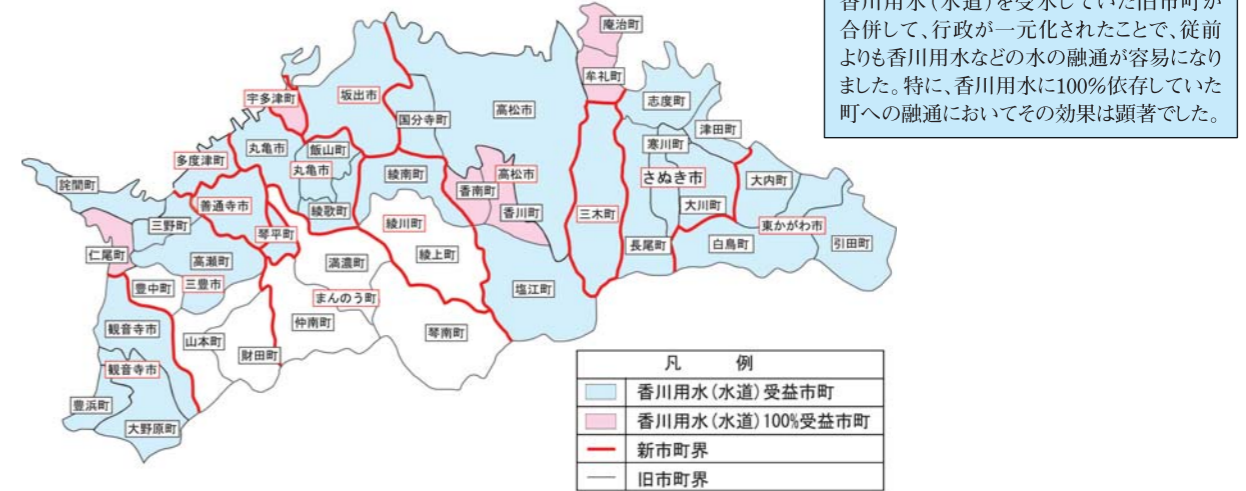 香川用水(水道)を受水していた旧市町が
合併して、行政が一元化されたことで、従前
よりも香川用水などの水の融通が容易になり
ました。特に、香川用水に100%依存していた
町への融通においてその効果は顕著でした。
庵治町
牟礼町
宇多津町
坂出市
国分寺町
高松市
志度町
津田町
寒川町
多度津町
丸亀市
飯山町
丸亀市
綾南町
香南町
高松市
さぬき市
大内町
詫間町
善通寺市
綾歌町
香川町
三木町
大川町
三野町
綾川町
東かがわ市
仁尾町
琴平町
綾上町
長尾町
白鳥町
引田町
高瀬町
満濃町
豊中町
三豊市
塩江町
まんのう町
観音寺市
仲南町
琴南町
山本町
財田町
観音寺市
豊浜町
大野原町
凡 例
香川用水(水道)受益市町
香川用水(水道)100%受益市町
新市町界
旧市町界